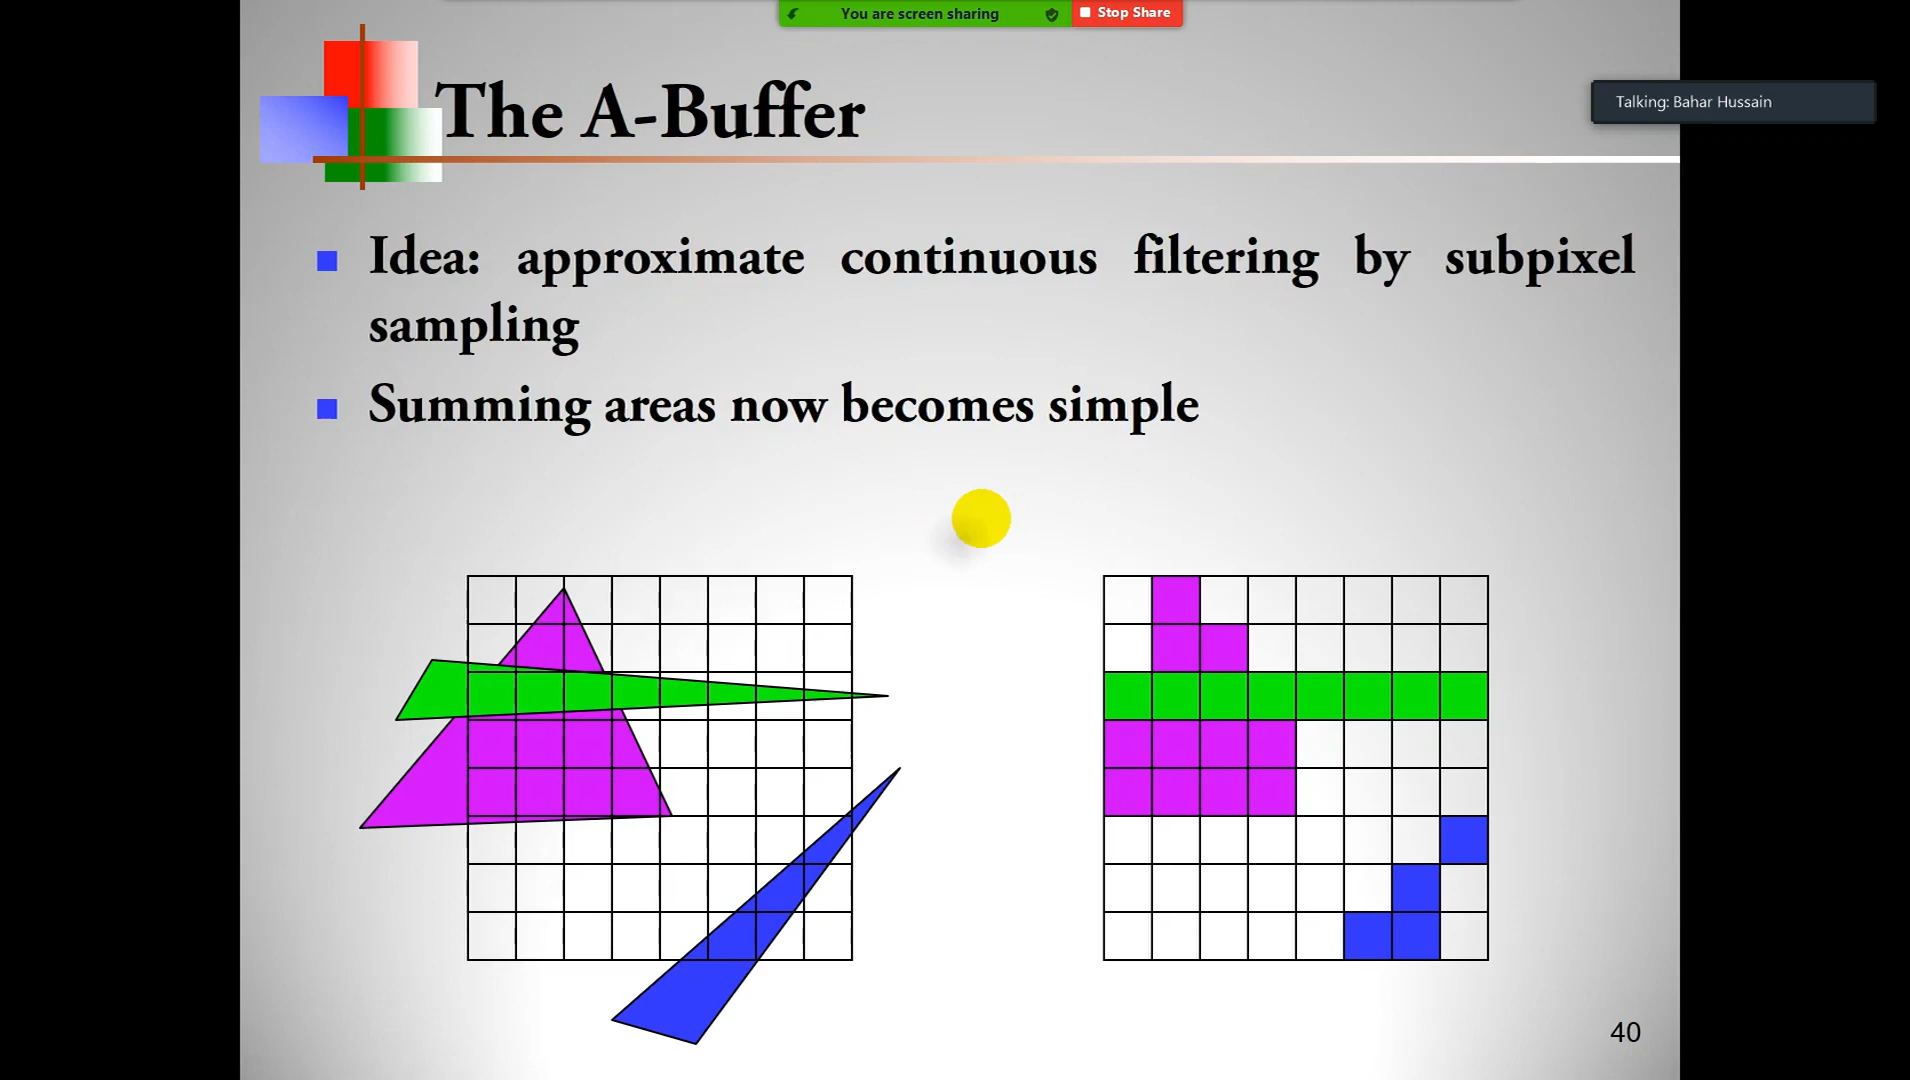 You are screen sharing
Stop Share
The A-Buffer
Talking: Bahar Hussain
Idea: approximate continuous filtering by subpixel
sampling
Summing areas now becomes simple
40